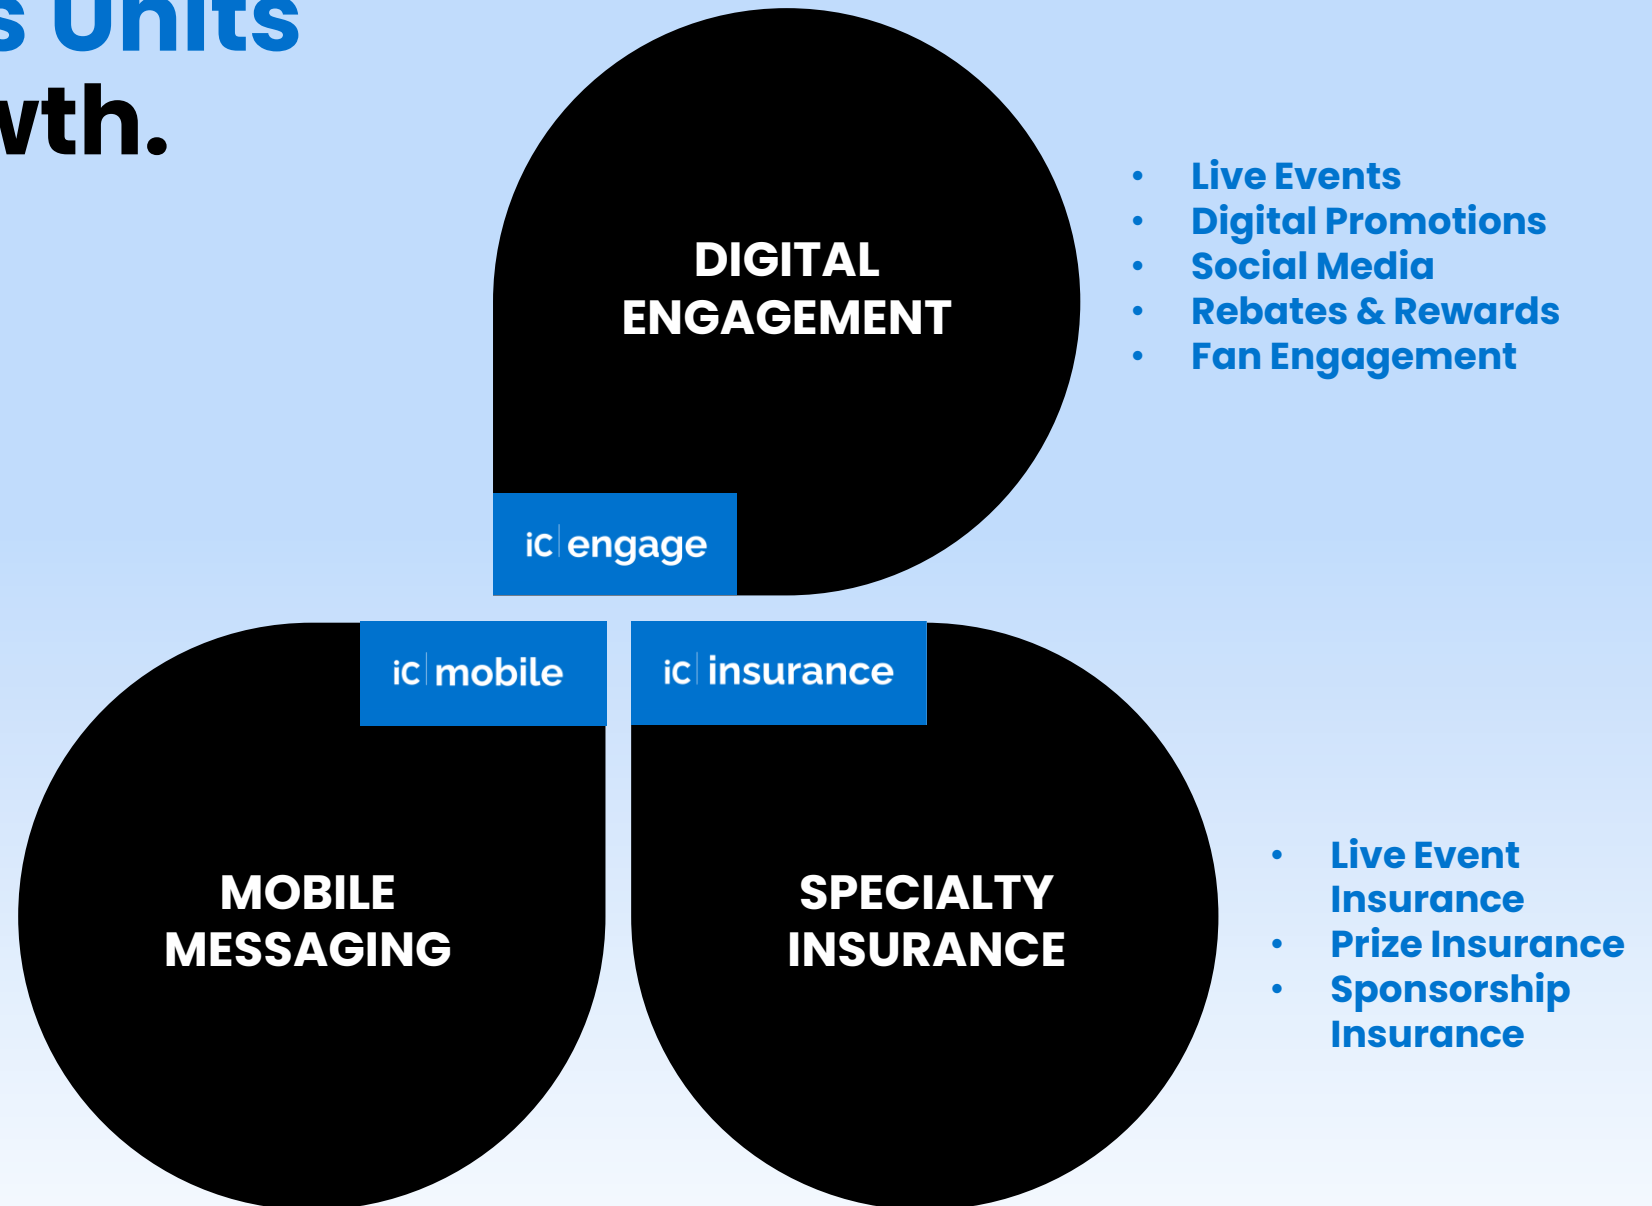 s Units
wth.
DIGITAL
ENGAGEMENT
• Live Events
• Digital Promotions
• Social Media
• Rebates & Rewards
• Fan Engagement
iC engage
iC mobile
iC insurance
MOBILE
MESSAGING
SPECIALTY
INSURANCE
• Live Event
Insurance
• Prize Insurance
• Sponsorship
Insurance